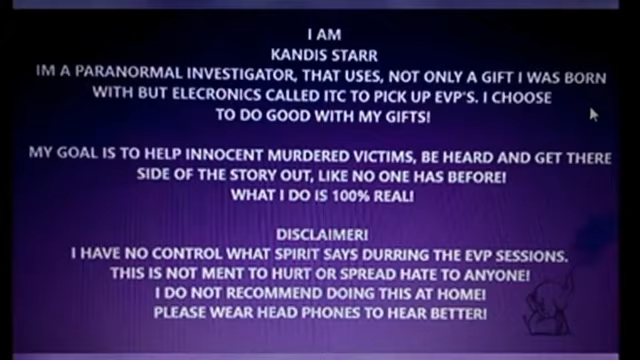 I AM
KANDIS STARR
IM A PARANORMAL INVESTIGATOR, THAT USES, NOT ONLY A GIFT I WAS BORN
WITH BUT ELECRONICS CALLED ITC TO PICK UP EVP'S. I CHOOSE
TO DO GOOD WITH MY GIFTS!
MY GOAL IS TO HELP INNOCENT MURDERED VICTIMS, BE HEARD AND GET THERE
SIDE OF THE STORY OUT, LIKE NO ONE HAS BEFORE!
WHAT I DO IS 100% REAL!
DISCLAIMER!
I HAVE NO CONTROL WHAT SPIRIT SAYS DURRING THE EVP SESSIONS.
THIS IS NOT MENT TO HURT OR SPREAD HATE TO ANYONE!
I DO NOT RECOMMEND DOING THIS AT HOME!
PLEASE WEAR HEAD PHONES TO HEAR BETTER!